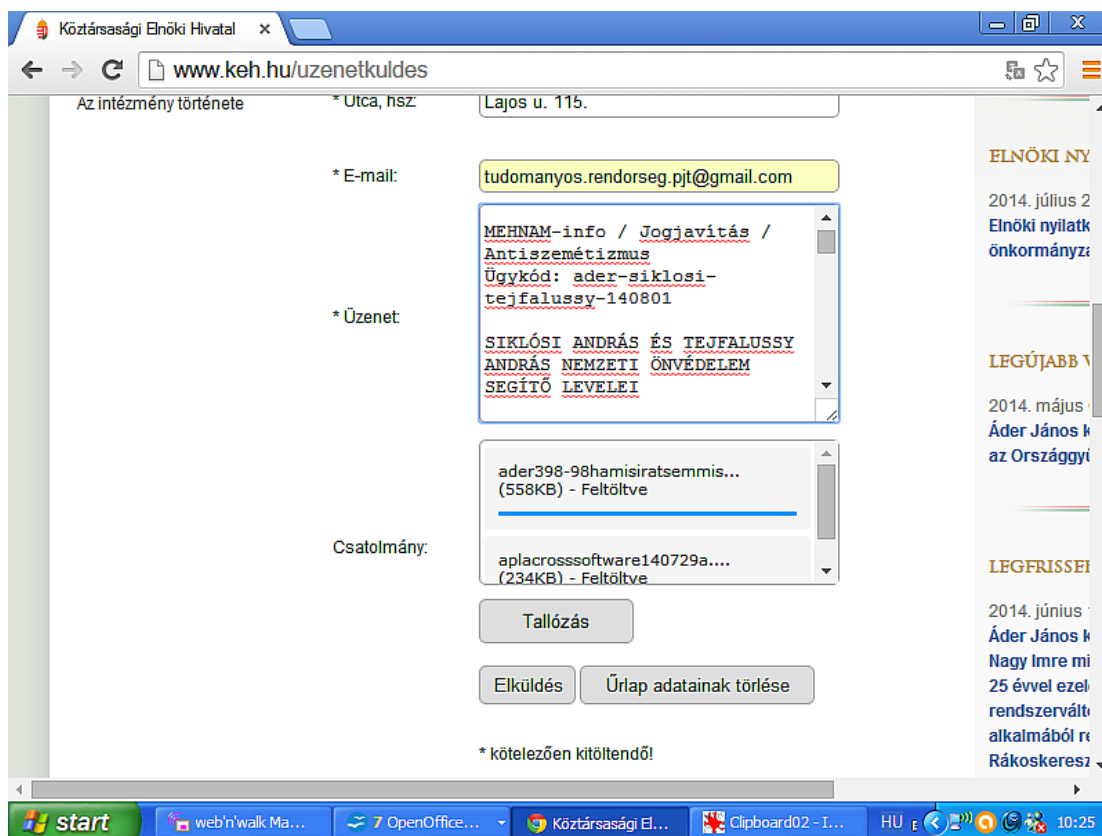 Köztársasági Elnöki Hivatal
www.keh.hu/uzenetkuldes
Az intézmény története
* Utca, hsz:
Lajos u. 115.
* E-mail:
tudomanyos.rendorseg.pjt@gmail.com
* Üzenet:
MEHNAM-info / Jogjavítás /
Antiszemétizmus
Ügykód: ader-siklosi-
tejfalussy-140801
SIKLÓSI ANDRÁS ÉS TEJFALUSSY
ANDRÁS NEMZETI ÖNVÉDELEM
SEGÍTŐ LEVELEI
Csatolmány:
ader398-98hamisiratsemmis...
(558KB) - Feltöltve
aplacrosssoftware140729a....
(234KB) - Feltöltve
Tallózás
Elküldés
Űrlap adatainak törlése
* kötelezően kitöltendő!
ELNÖKI NY
2014. július 2
Elnöki nyilatk
önkormányza
LEGÚJABB V
2014. május
Áder János k
az Országgyű
LEGFRISSEB
2014. június
Áder János k
Nagy Imre mi
25 évvel ezel
rendszervált
alkalmából re
Rákoskeresz
start
web'n'walk Ma...
7 OpenOffice...
Köztársasági El...
Clipboard02 - I...
HU
10:25